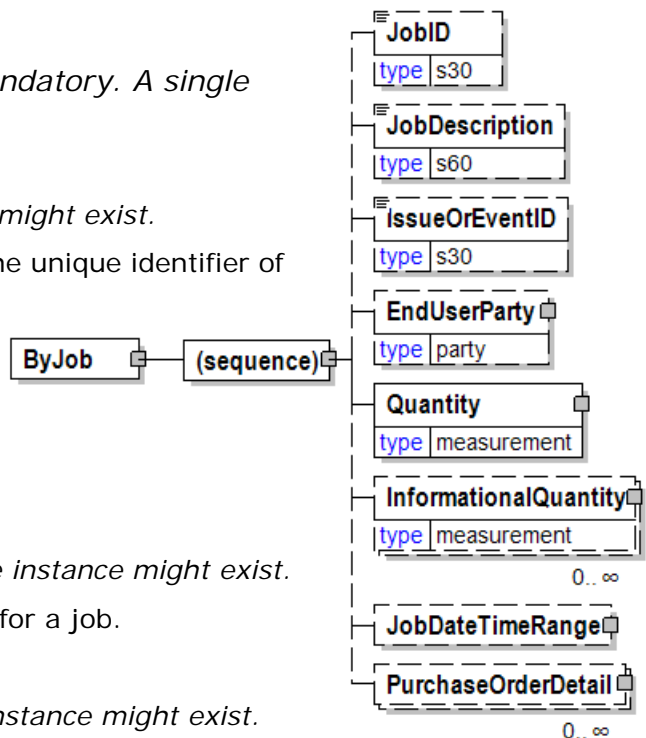 ndatory. A single
might exist.
he unique identifier of
instance might exist.
for a job.
nstance might exist.
ByJob
(sequence)
JobID
type s30
JobDescription
type s60
IssueOrEventID
type s30
EndUserParty
type party
Quantity
type measurement
InformationalQuantity
type measurement
0.. ∞
JobDateTimeRange
PurchaseOrderDetail
0.. ∞